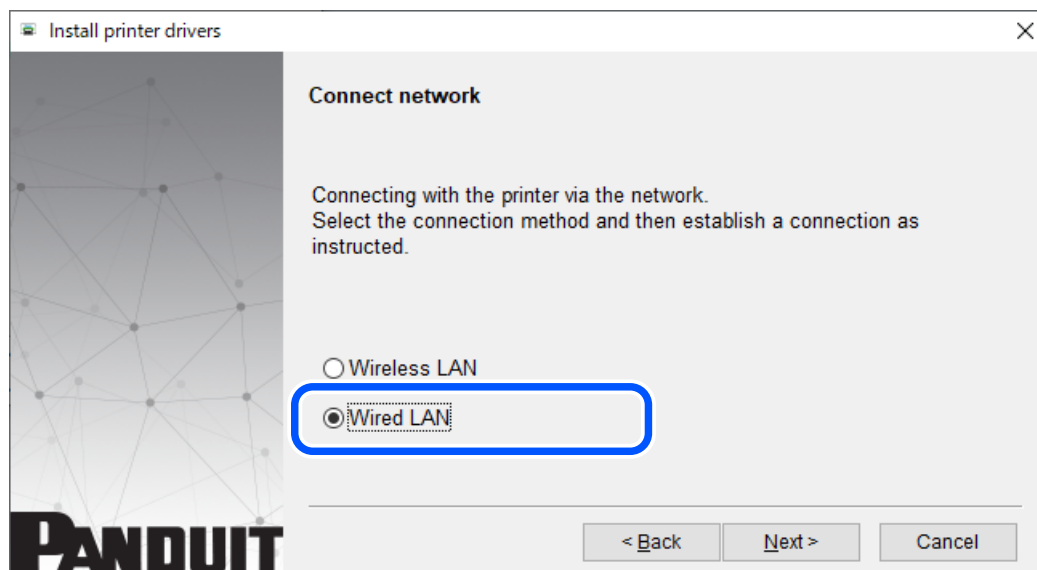 Install printer drivers
Connect network
Connecting with the printer via the network.
Select the connection method and then establish a connection as
instructed.
Wireless LAN
Wired LAN
PANDUIT
< Back
Next >
Cancel